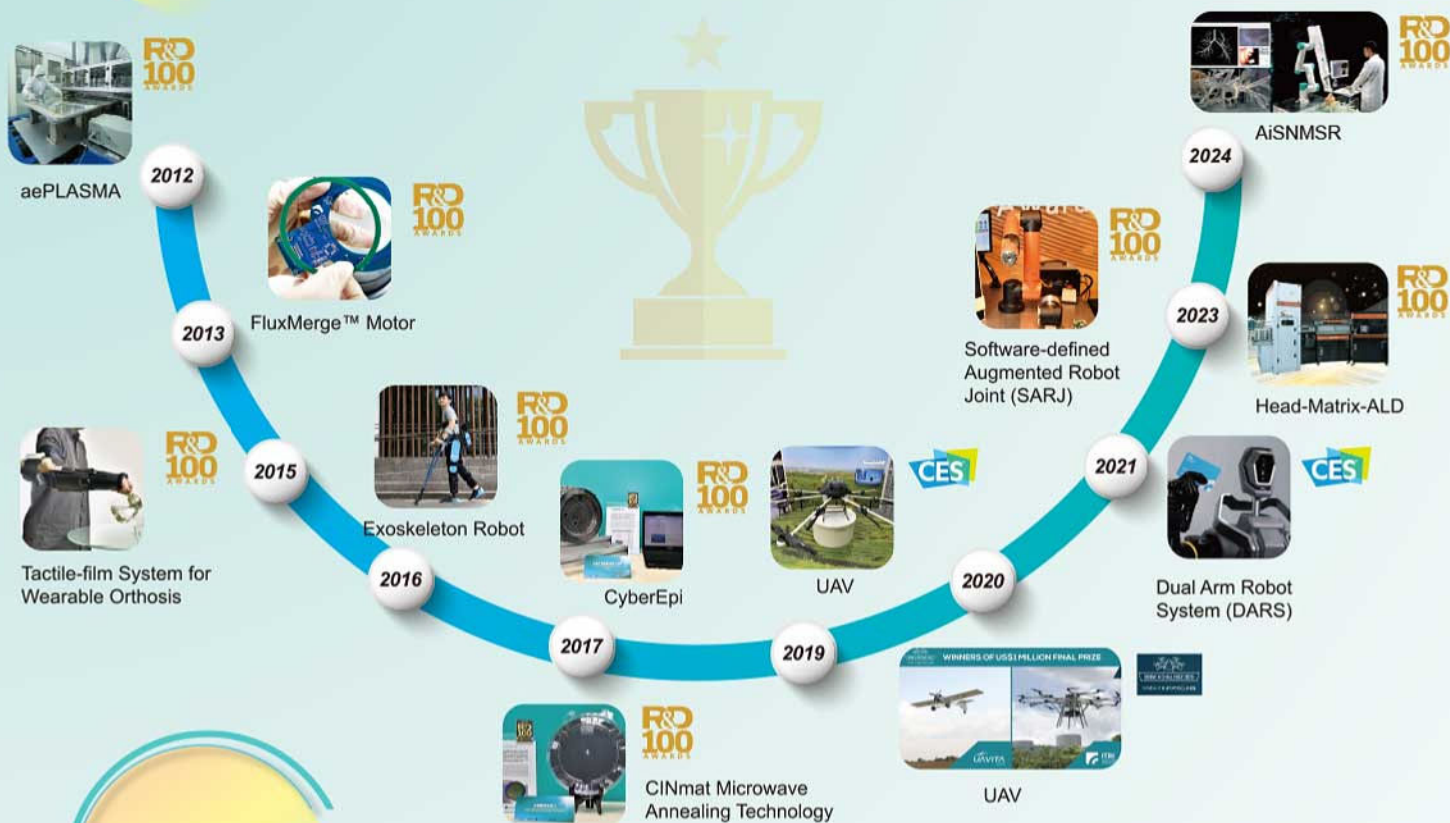 R&D
100
AWARDS
aePLASMA
2012
R&D
100
AWARDS
FluxMerge™ Motor
2013
R&D
100
AWARDS
Tactile-film System for
Wearable Orthosis
2015
R&D
100
AWARDS
Exoskeleton Robot
2016
R&D
100
AWARDS
CyberEpi
2017
R&D
100
AWARDS
CINmat Microwave
Annealing Technology
CES
UAV
2019
WINNERS OF US$1 MILLION FINAL PRIZE
UAVITA
ITRI
UAV
2020
CES
Dual Arm Robot
System (DARS)
2021
R&D
100
AWARDS
Software-defined
Augmented Robot
Joint (SARJ)
2023
R&D
100
AWARDS
Head-Matrix-ALD
2024
R&D
100
AWARDS
AiSNMSR